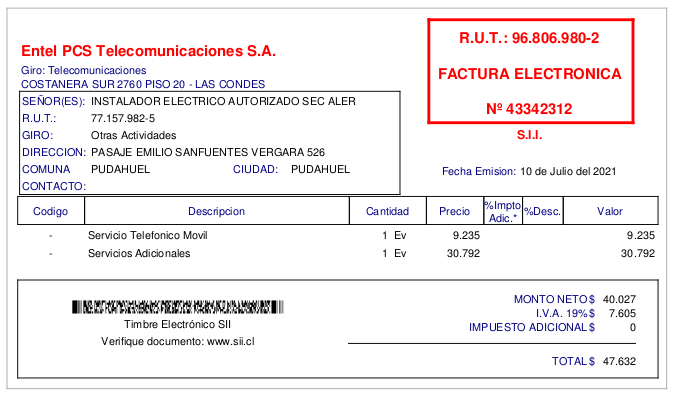 Entel PCS Telecomunicaciones S.A.
Giro: Telecomunicaciones
COSTANERA SUR 2760 PISO 20 - LAS CONDES
R.U.T.: 96.806.980-2
FACTURA ELECTRONICA
Nº 43342312
S.I.I.
SEÑOR(ES): INSTALADOR ELECTRICO AUTORIZADO SEC ALER
R.U.T.: 77.157.982-5
GIRO: Otras Actividades
DIRECCION: PASAJE EMILIO SANFUENTES VERGARA 526
COMUNA PUDAHUEL CIUDAD: PUDAHUEL
CONTACTO:
Fecha Emision: 10 de Julio del 2021
Codigo Descripcion Cantidad Precio %Impto Adic.* %Desc. Valor
- Servicio Telefonico Movil 1 Ev 9.235 9.235
- Servicios Adicionales 1 Ev 30.792 30.792
Timbre Electrónico SII
Verifique documento: www.sii.cl
MONTO NETO $ 40.027
I.V.A. 19% $ 7.605
IMPUESTO ADICIONAL $ 0
TOTAL $ 47.632